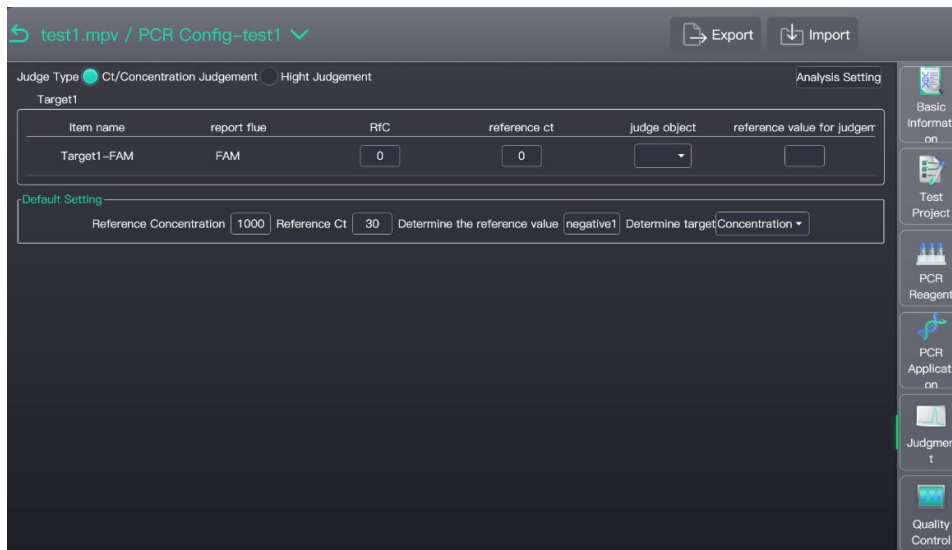 test1.mpv / PCR Config-test1
Export
Import
Judge Type Ct/Concentration Judgement Hight Judgement
Analysis Setting
Target1
Item name report flue RfC reference ct judge object reference value for judgem
Target1-FAM FAM 0 0
Default Setting
Reference Concentration 1000 Reference Ct 30 Determine the reference value negative1 Determine target Concentration
Basic
Informat
on
Test
Project
PCR
Reagent
PCR
Applicat
on
Judgmer
t
Quality
Control